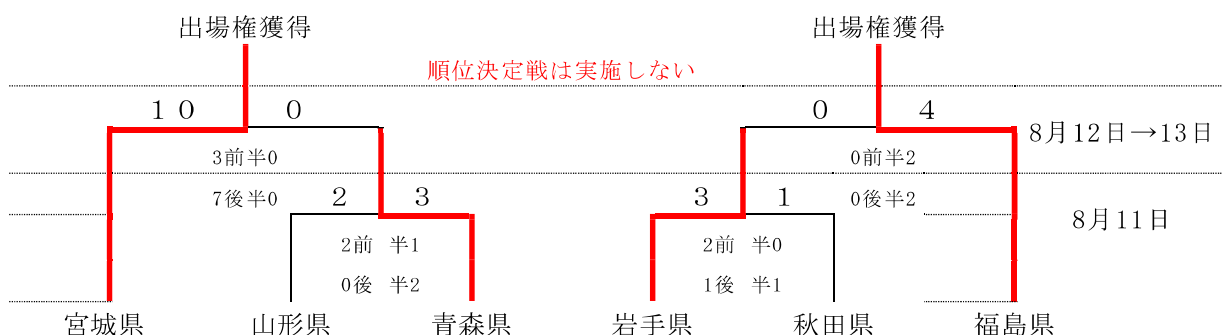 出場権獲得 出場権獲得
順位決定戦は実施しない
10 0 0 4
8月12日→13日
3前半0 0前半2
7後半0 2 3 3 1 0後半2
8月11日
2前 半1 2前 半0
0後 半2 1後 半1
宮城県 山形県 青森県 岩手県 秋田県 福島県